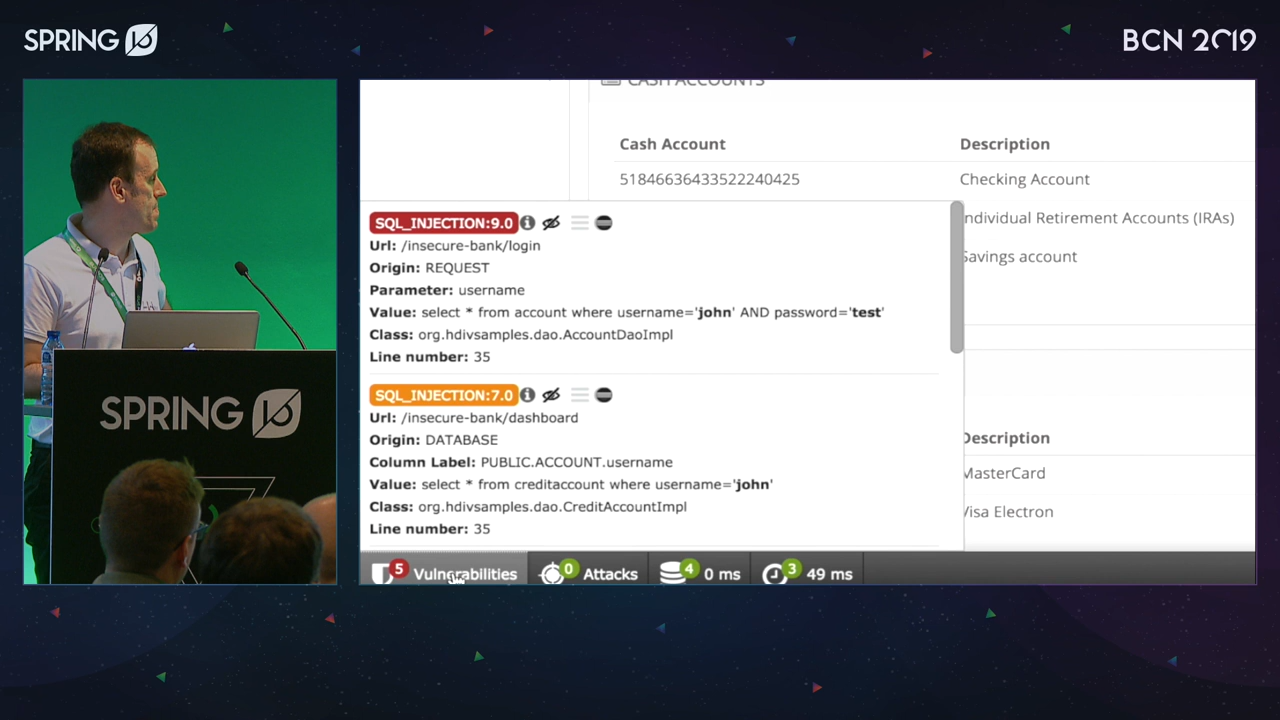 SPRING
BCN 2019
CASH ACCOUNTS
Cash Account Description
51846636433522240425 Checking Account
Individual Retirement Accounts (IRAs)
Savings account
SQL_INJECTION:9.0
Url: /insecure-bank/login
Origin: REQUEST
Parameter: username
Value: select * from account where username='john' AND password='test'
Class: org.hdivsamples.dao.AccountDaoImpl
Line number: 35
SQL_INJECTION:7.0
Url: /insecure-bank/dashboard
Origin: DATABASE
Column Label: PUBLIC.ACCOUNT.username
Value: select * from creditaccount where username='john'
Class: org.hdivsamples.dao.CreditAccountImpl
Line number: 35
Description
MasterCard
Visa Electron
5 Vulnerabilities 0 Attacks 4 0 ms 3 49 ms
SPRING